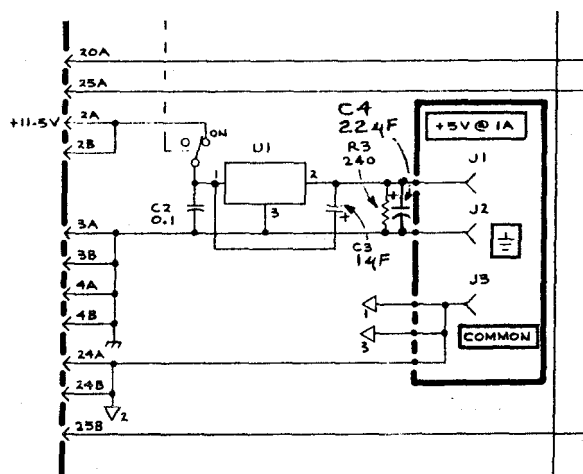 20A
25A
C4
22µF
+5V @ 1A
+11.5V
2A
ON
R3
240
2B
U1
J1
1
2
+
C2
0.1
3
+
J2
3A
C3
1µF
3B
4A
J3
1
4B
3
COMMON
24A
24B
2
25B